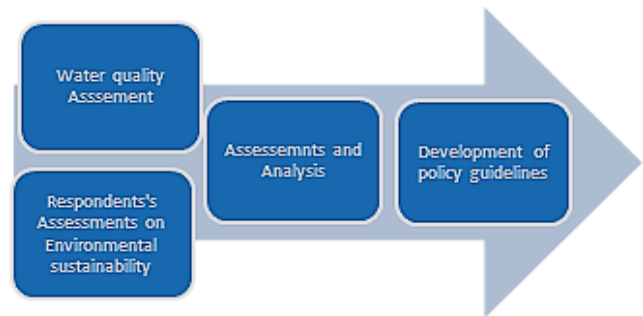 Water quality
Asssement
Respondents's
Assessments on
Environmental
sustainability
Assessemnts and
Analysis
Development of
policy guidelines